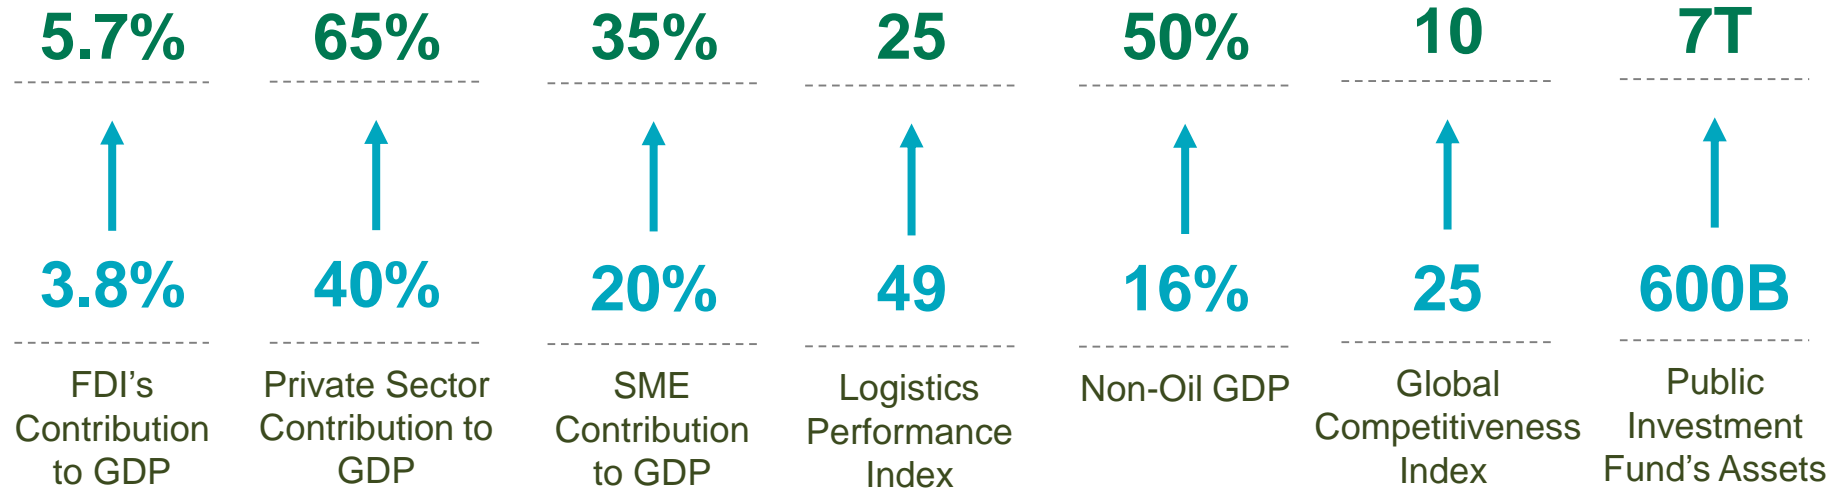 5.7%
65%
35%
25
50%
10
7T
3.8%
40%
20%
49
16%
25
600B
FDI’s
Contribution
to GDP
Private Sector
Contribution to
GDP
SME
Contribution
to GDP
Logistics
Performance
Index
Non-Oil GDP
Global
Competitiveness
Index
Public
Investment
Fund’s Assets